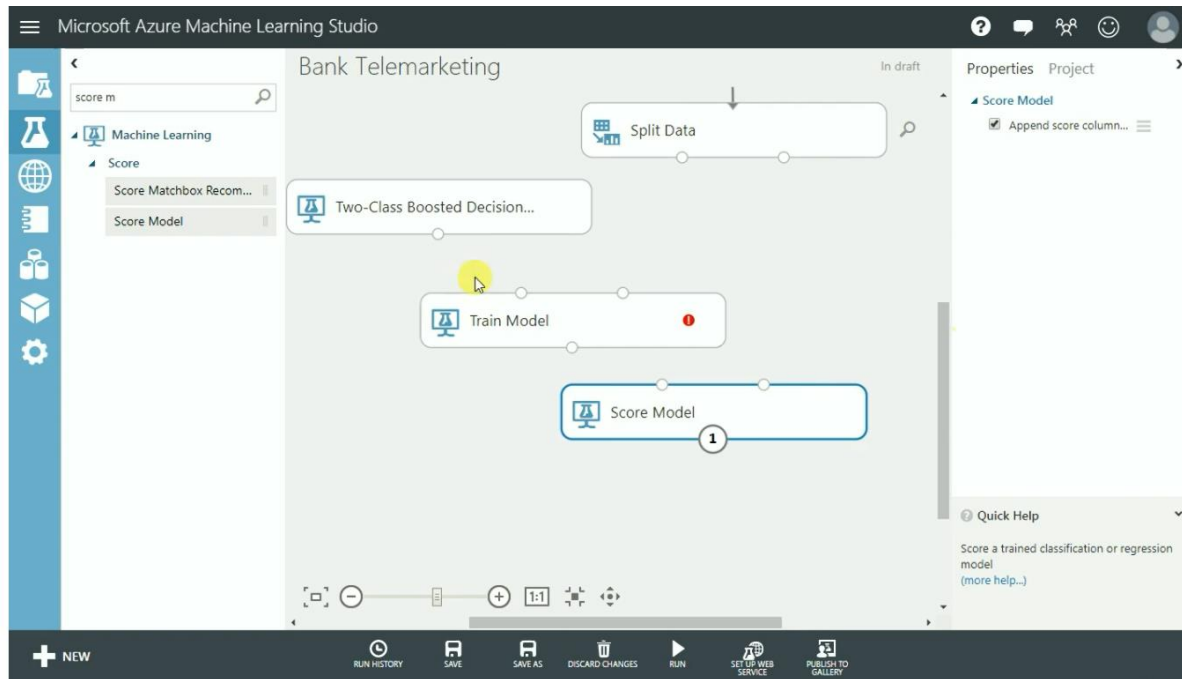 Microsoft Azure Machine Learning Studio
?
score m
Machine Learning
Score
Score Matchbox Recom...
Score Model
Bank Telemarketing
In draft
Split Data
Two-Class Boosted Decision...
Train Model
!
Score Model
1
1:1
Properties Project
Score Model
Append score column...
? Quick Help
Score a trained classification or regression
model
(more help...)
NEW
RUN HISTORY
SAVE
SAVE AS
DISCARD CHANGES
RUN
SET UP WEB
SERVICE
PUBLISH TO
GALLERY